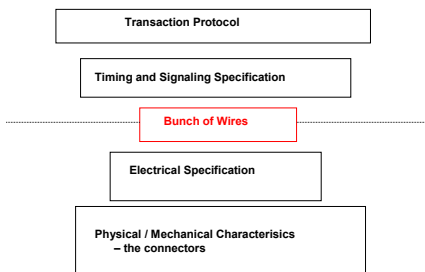 Transaction Protocol
Timing and Signaling Specification
Bunch of Wires
Electrical Specification
Physical / Mechanical Characterisics
– the connectors